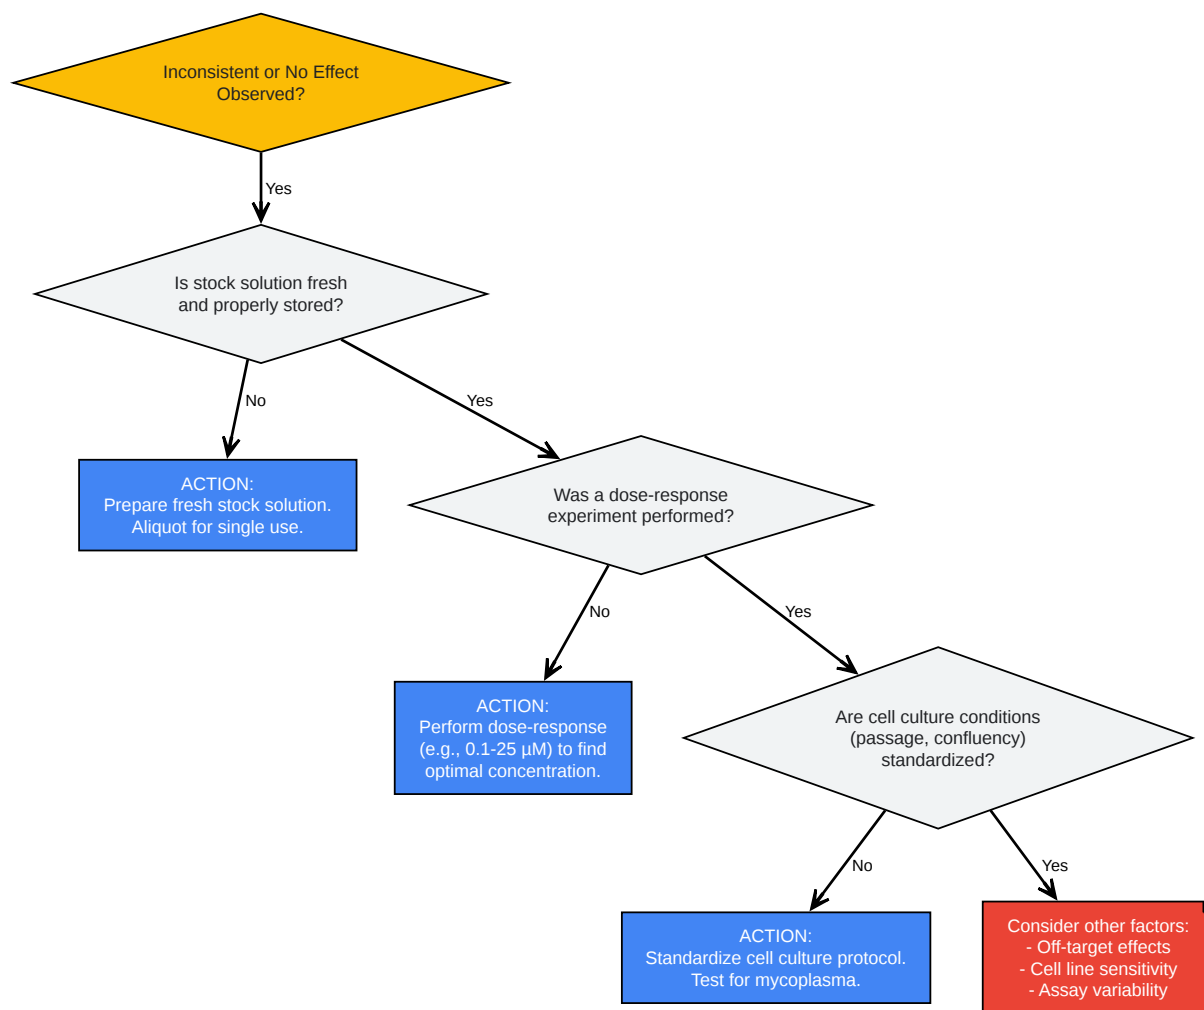 Inconsistent or No Effect
Observed?
Yes
Is stock solution fresh
and properly stored?
No
Yes
ACTION:
Prepare fresh stock solution.
Aliquot for single use.
Was a dose-response
experiment performed?
No
Yes
ACTION:
Perform dose-response
(e.g., 0.1-25 µM) to find
optimal concentration.
Are cell culture conditions
(passage, confluency)
standardized?
No
Yes
ACTION:
Standardize cell culture protocol.
Test for mycoplasma.
Consider other factors:
- Off-target effects
- Cell line sensitivity
- Assay variability